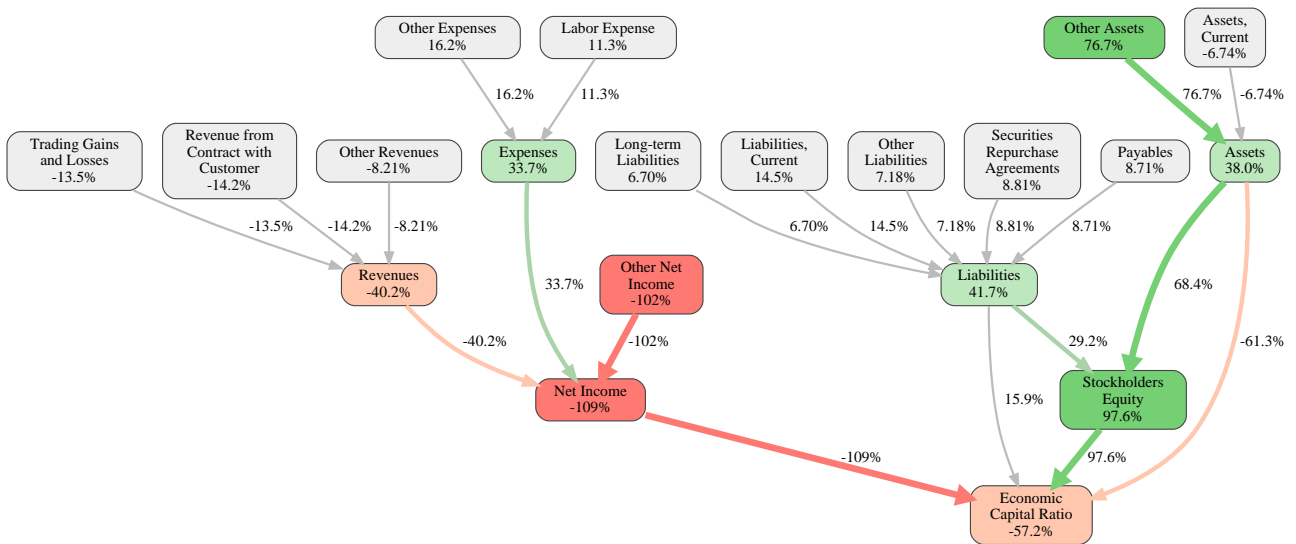 Other Expenses
16.2%
Labor Expense
11.3%
Other Assets
76.7%
Assets,
Current
-6.74%
16.2%
11.3%
76.7%
-6.74%
Trading Gains
and Losses
-13.5%
Revenue from
Contract with
Customer
-14.2%
Other Revenues
-8.21%
Expenses
33.7%
Long-term
Liabilities
6.70%
Liabilities,
Current
14.5%
Other
Liabilities
7.18%
Securities
Repurchase
Agreements
8.81%
Payables
8.71%
Assets
38.0%
-13.5%
-14.2%
-8.21%
6.70%
14.5%
7.18%
8.81%
8.71%
Revenues
-40.2%
33.7%
Other Net
Income
-102%
Liabilities
41.7%
68.4%
-40.2%
-102%
29.2%
-61.3%
Net Income
-109%
15.9%
Stockholders
Equity
97.6%
-109%
97.6%
Economic
Capital Ratio
-57.2%